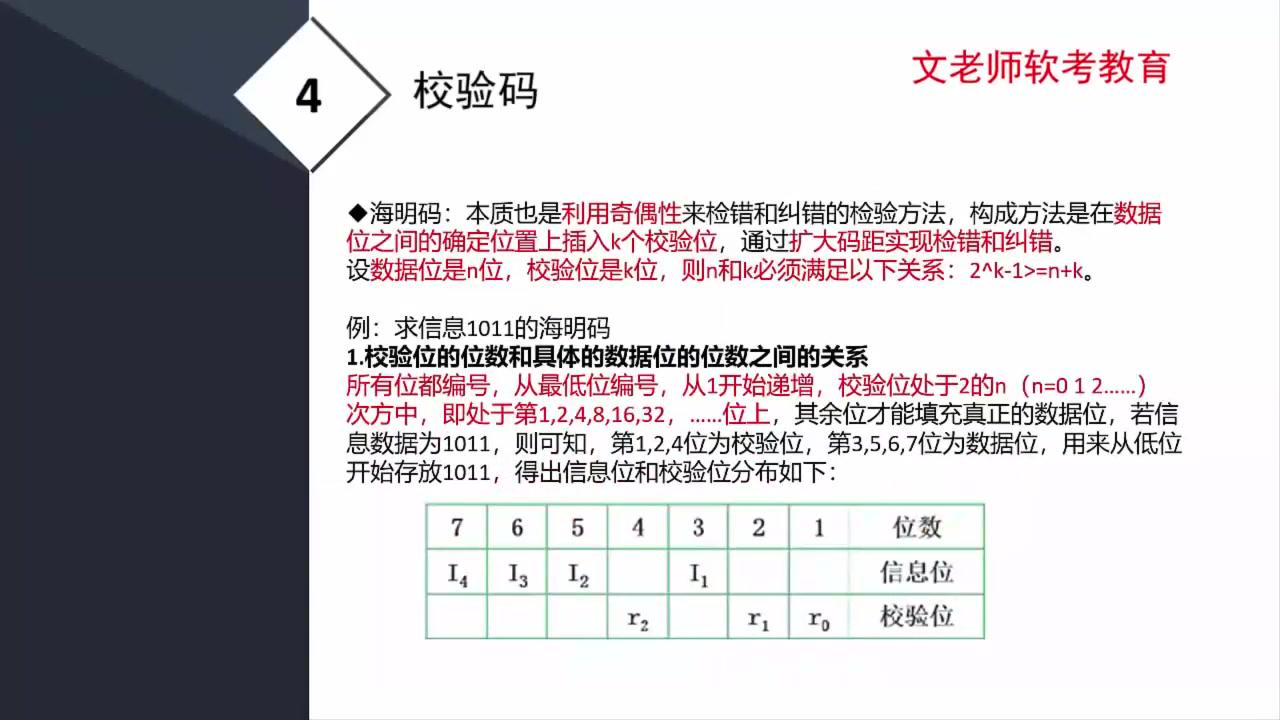 4
校验码
文老师软考教育
◆海明码：本质也是利用奇偶性来检错和纠错的检验方法，构成方法是在数据
位之间的确定位置上插入k个校验位，通过扩大码距实现检错和纠错。
设数据位是n位，校验位是k位，则n和k必须满足以下关系：2^k-1>=n+k。
例：求信息1011的海明码
1.校验位的位数和具体的数据位的位数之间的关系
所有位都编号，从最低位编号，从1开始递增，校验位处于2的n（n=0 1 2……）
次方中，即处于第1,2,4,8,16,32，……位上，其余位才能填充真正的数据位，若信
息数据为1011，则可知，第1,2,4位为校验位，第3,5,6,7位为数据位，用来从低位
开始存放1011，得出信息位和校验位分布如下：
7 6 5 4 3 2 1 位数
I₄ I₃ I₂ I₁ 信息位
r₂ r₁ r₀ 校验位